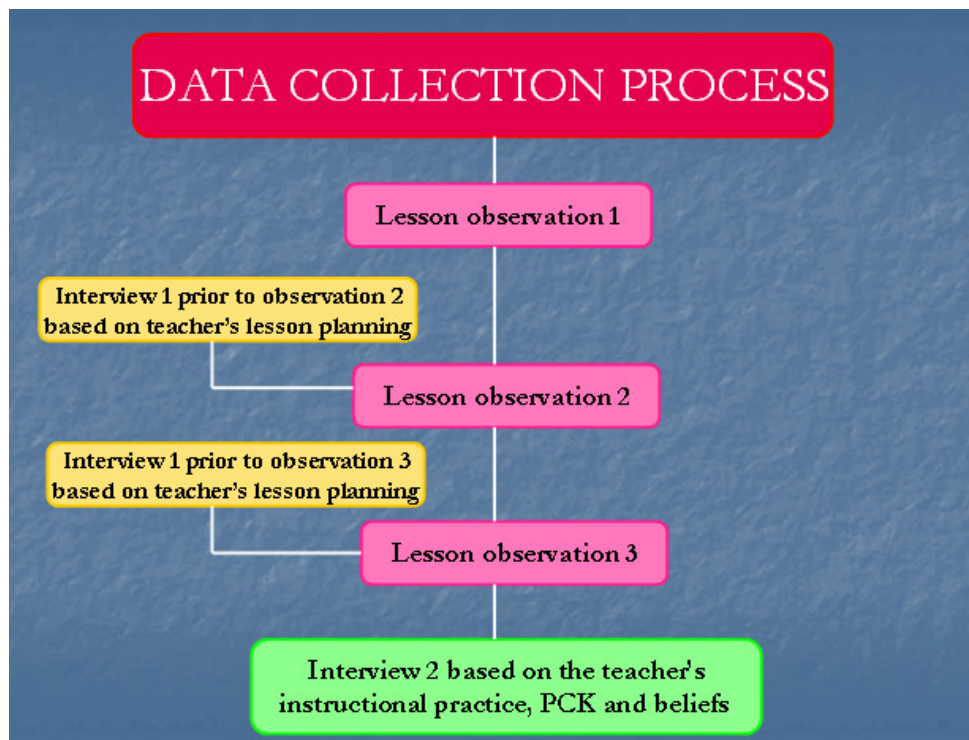 DATA COLLECTION PROCESS
Lesson observation 1
Interview 1 prior to observation 2
based on teacher's lesson planning
Lesson observation 2
Interview 1 prior to observation 3
based on teacher's lesson planning
Lesson observation 3
Interview 2 based on the teacher's
instructional practice, PCK and beliefs